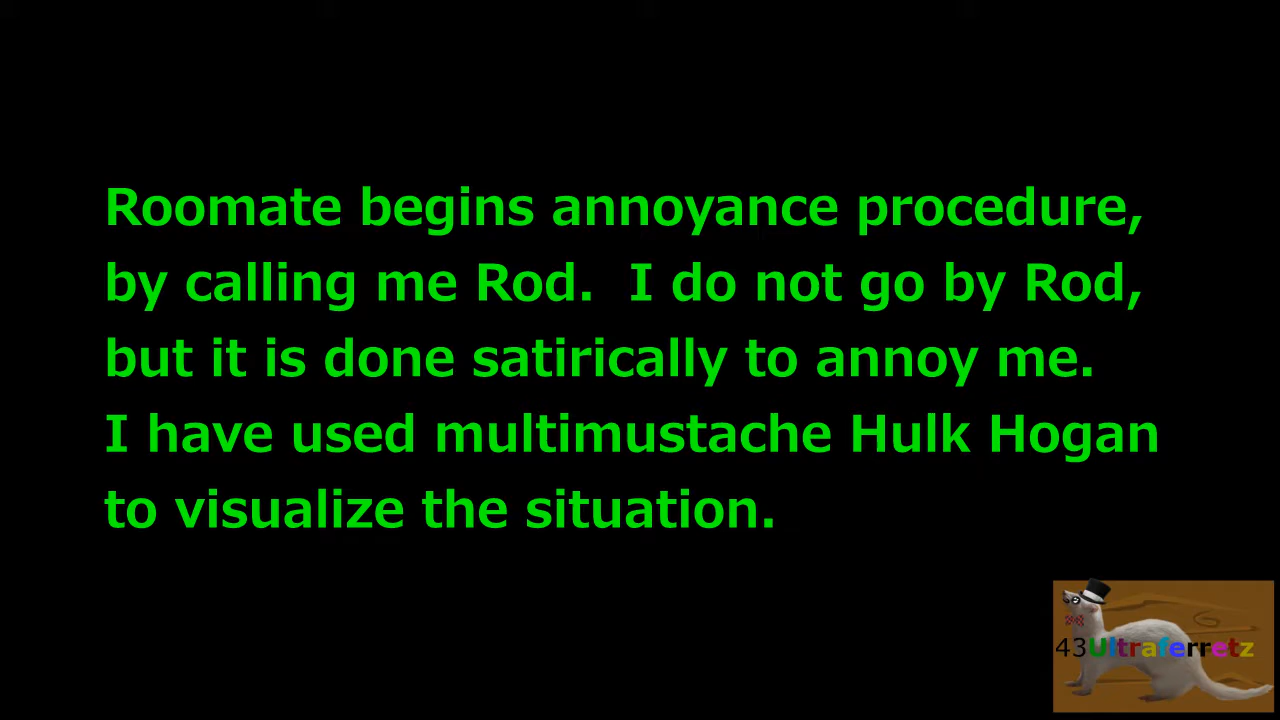 Roomate begins annoyance procedure,
by calling me Rod.  I do not go by Rod,
but it is done satirically to annoy me.
I have used multimustache Hulk Hogan
to visualize the situation.
43Ultraferretz